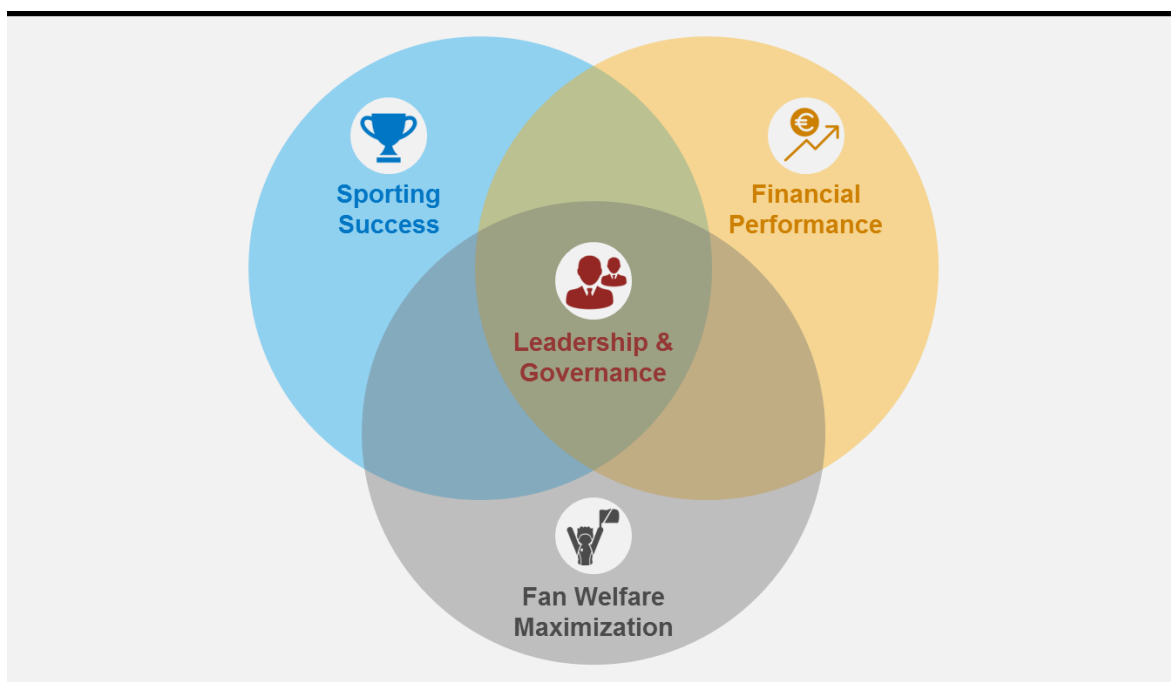 Sporting
Success
Financial
Performance
€
Leadership &
Governance
Fan Welfare
Maximization